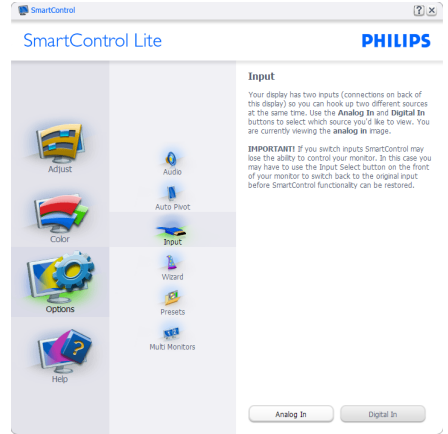 SmartControl
SmartControl Lite
PHILIPS
Adjust
Color
Options
Help
Audio
Auto Pivot
Input
Wizard
Presets
Multi Monitors
Input
Your display has two inputs (connections on back of
this display) so you can hook up two different sources
at the same time. Use the Analog In and Digital In
buttons to select which source you'd like to view. You
are currently viewing the analog in image.
IMPORTANT! If you switch inputs SmartControl may
lose the ability to control your monitor. In this case you
may have to use the Input Select button on the front
of your monitor to switch back to the original input
before SmartControl functionality can be restored.
Analog In
Digital In